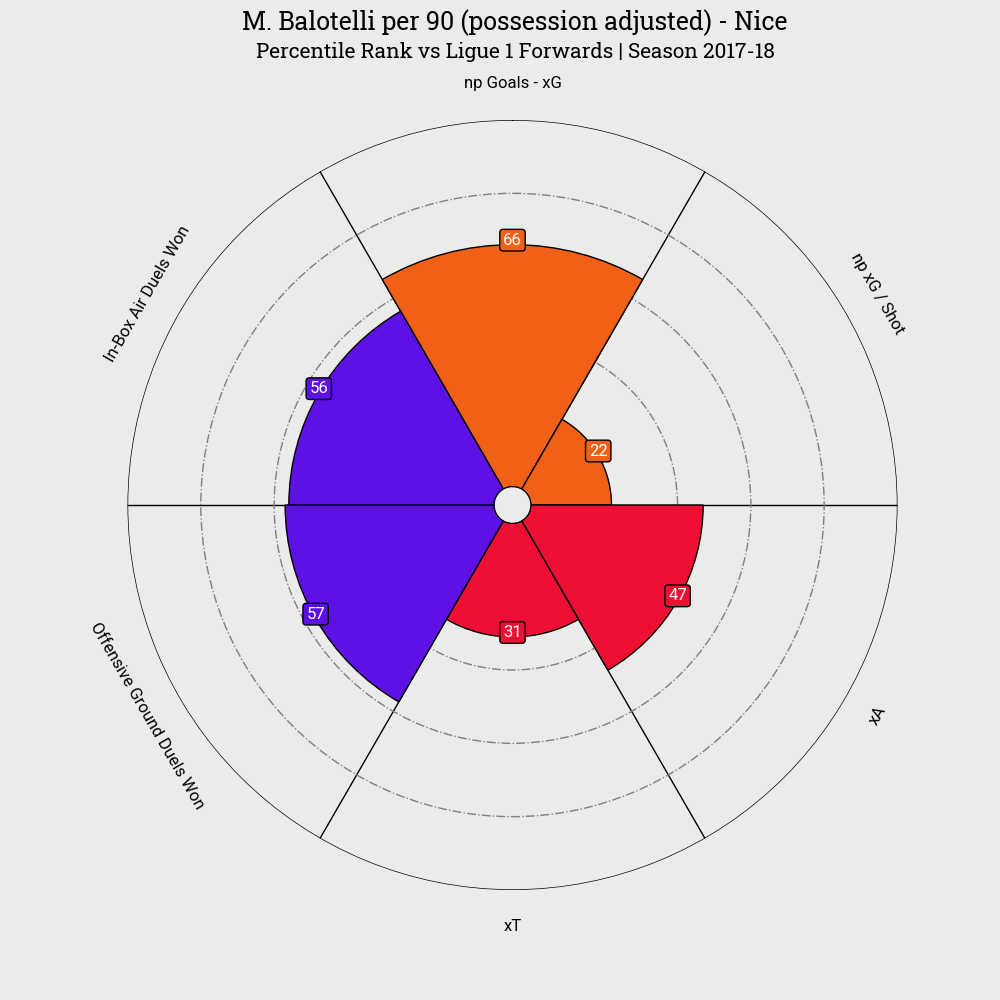 M. Balotelli per 90 (possession adjusted) - Nice
Percentile Rank vs Ligue 1 Forwards | Season 2017-18
np Goals - xG
In-Box Air Duels Won
np xG / Shot
66
56
22
47
57
31
Offensive Ground Duels Won
xA
xT